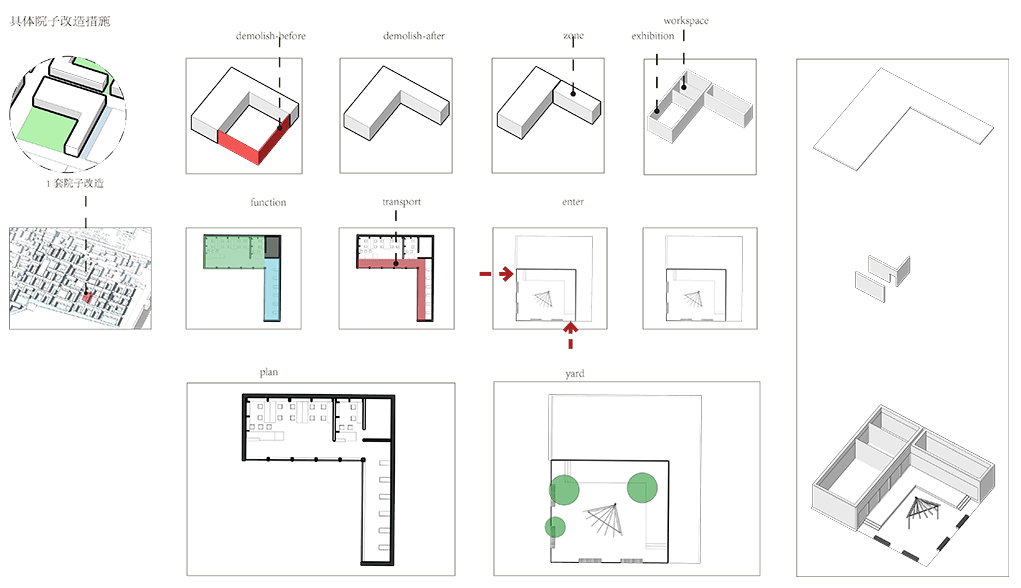 具体院子改造措施
workspace
demolish-before
demolish-after
zone
exhibition
1 套院子改造
function
transport
enter
plan
yard